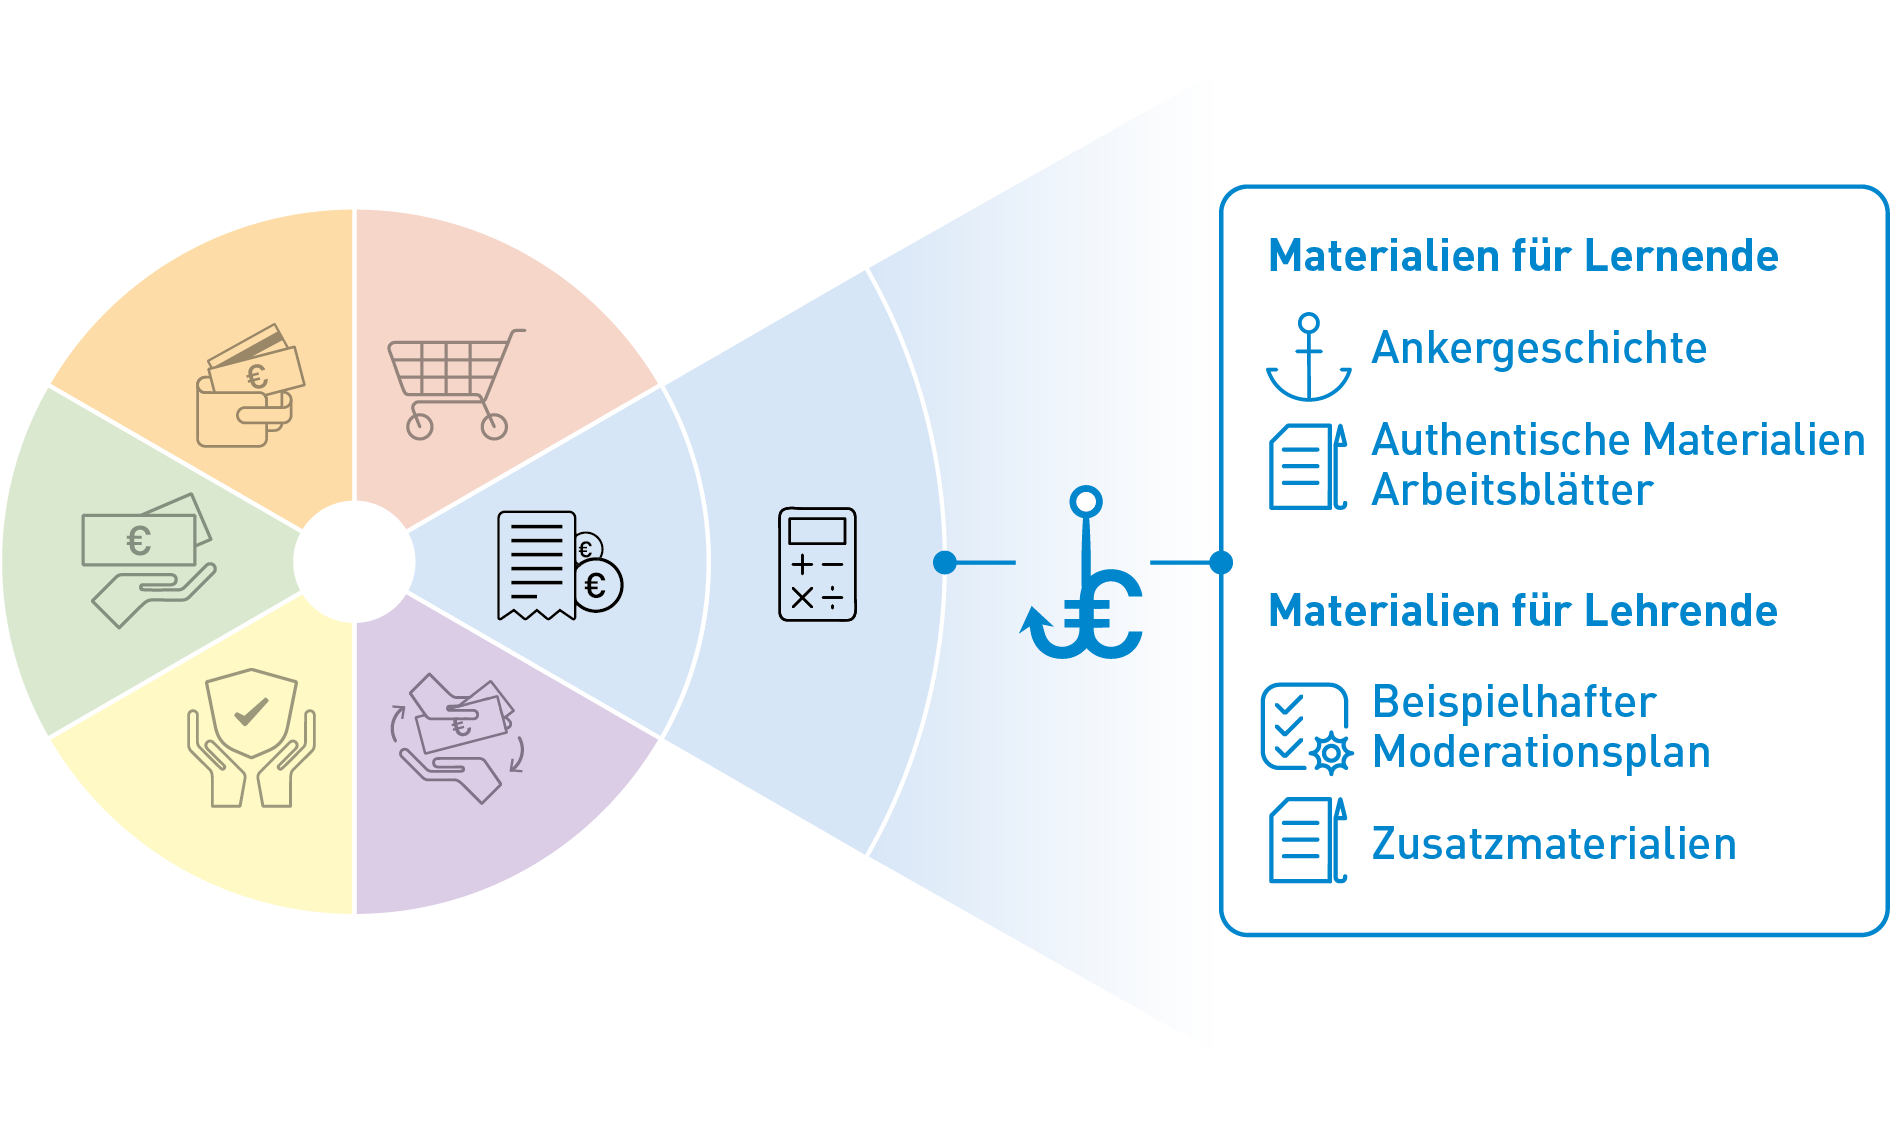 €
€
€
€
€
€
Materialien für Lernende
Ankergeschichte
Authentische Materialien
Arbeitsblätter
Materialien für Lehrende
Beispielhafter
Moderationsplan
Zusatzmaterialien